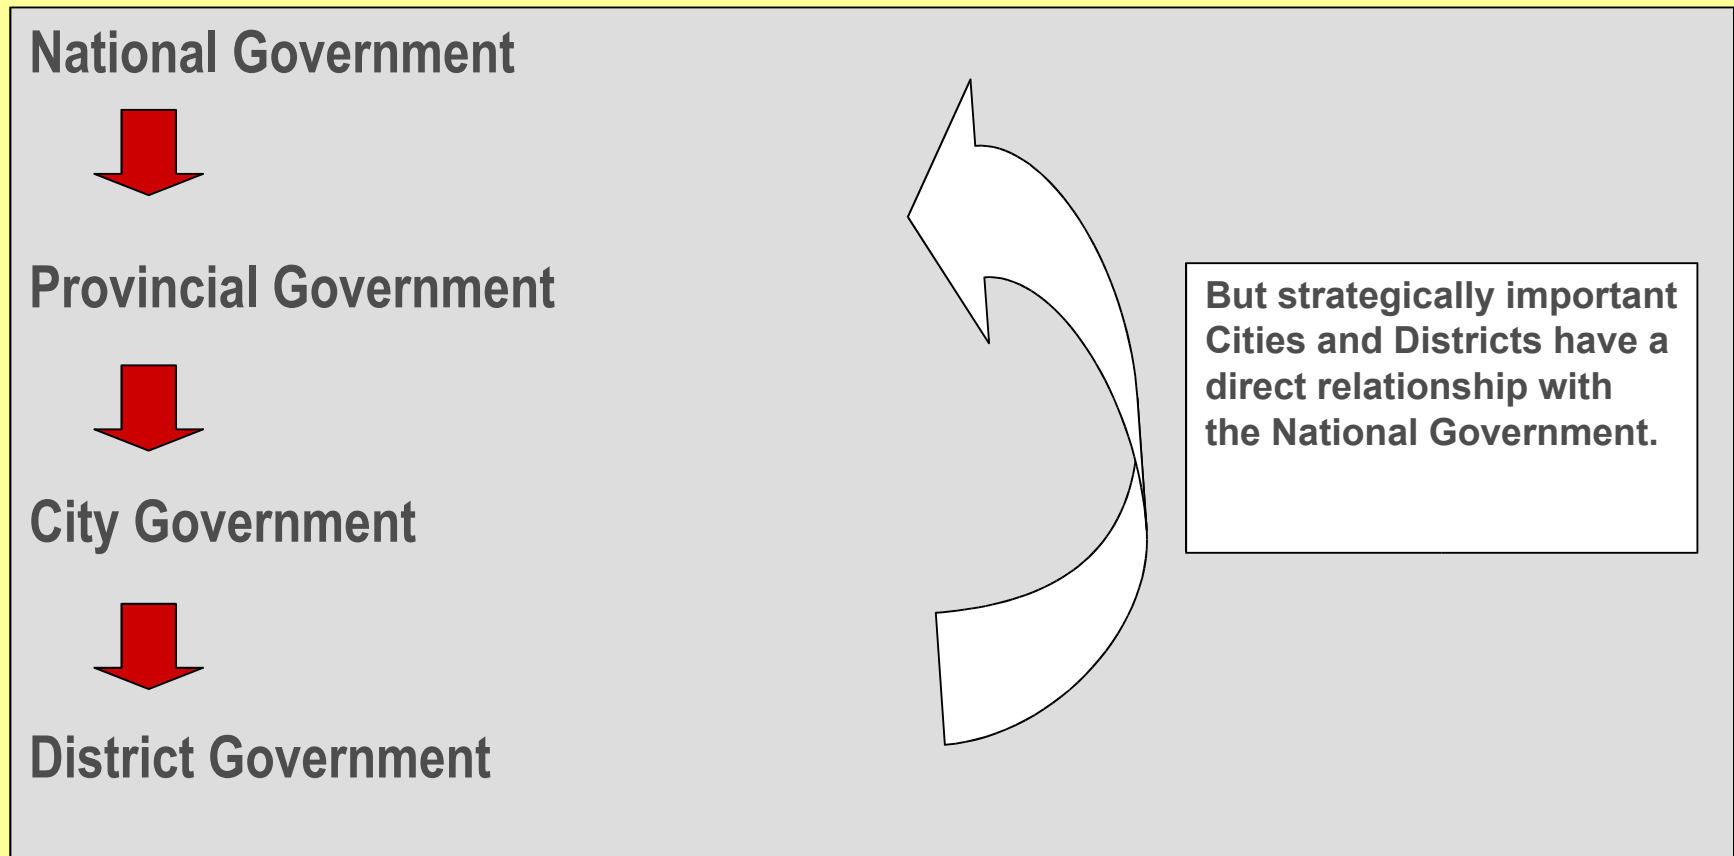 National Government
Provincial Government
City Government
District Government
But strategically important
Cities and Districts have a
direct relationship with
the National Government.